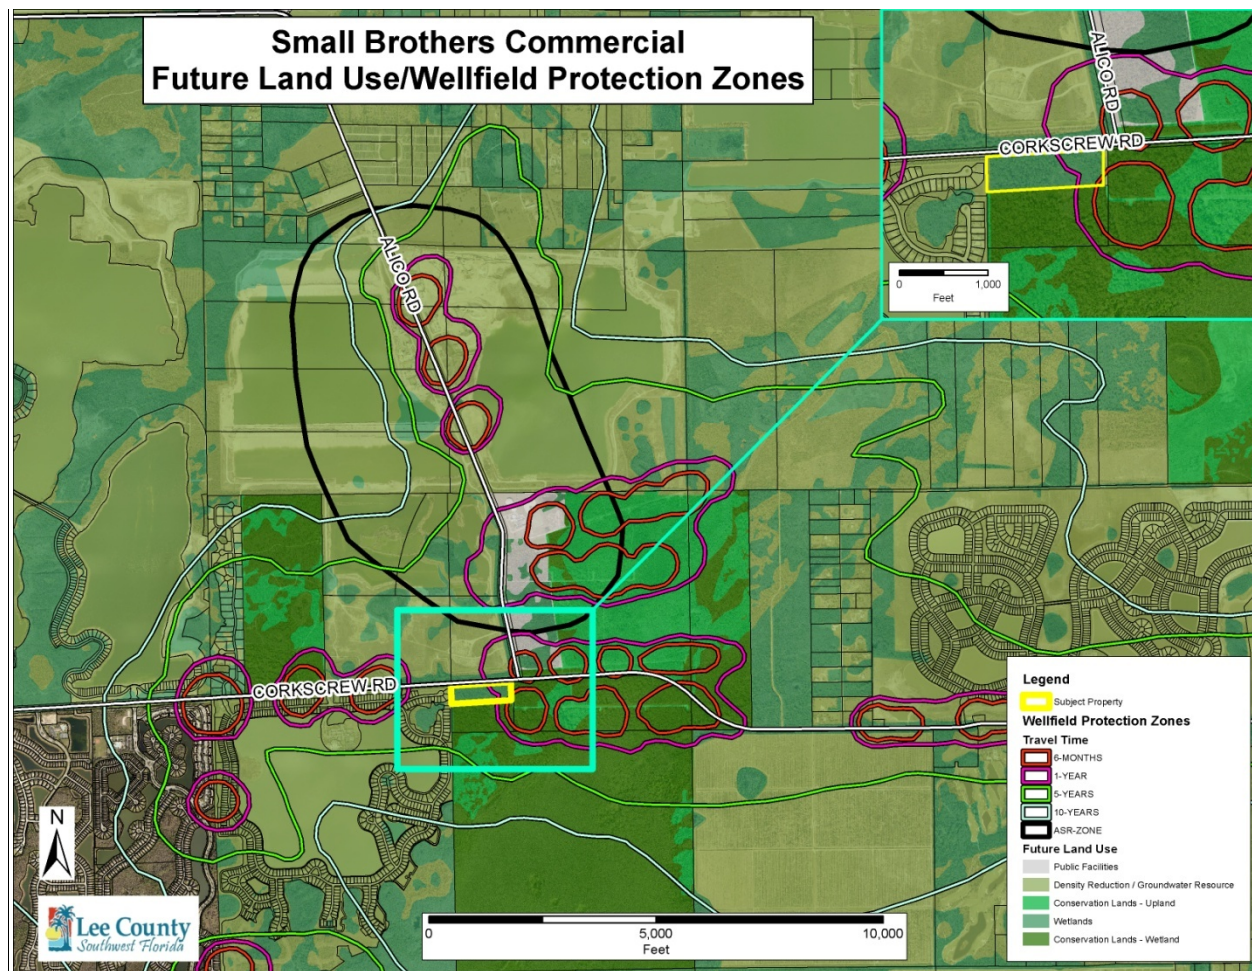 Small Brothers Commercial
Future Land Use/Wellfield Protection Zones
ALICO RD
CORKSCREW RD
0 1,000
Feet
ALICO RD
CORKSCREW RD
Legend
Subject Property
Wellfield Protection Zones
Travel Time
6-MONTHS
1-YEAR
5-YEARS
10-YEARS
ASR-ZONE
Future Land Use
Public Facilities
Density Reduction / Groundwater Resource
Conservation Lands - Upland
Wetlands
Conservation Lands - Wetland
N
Lee County
Southwest Florida
0 5,000 10,000
Feet